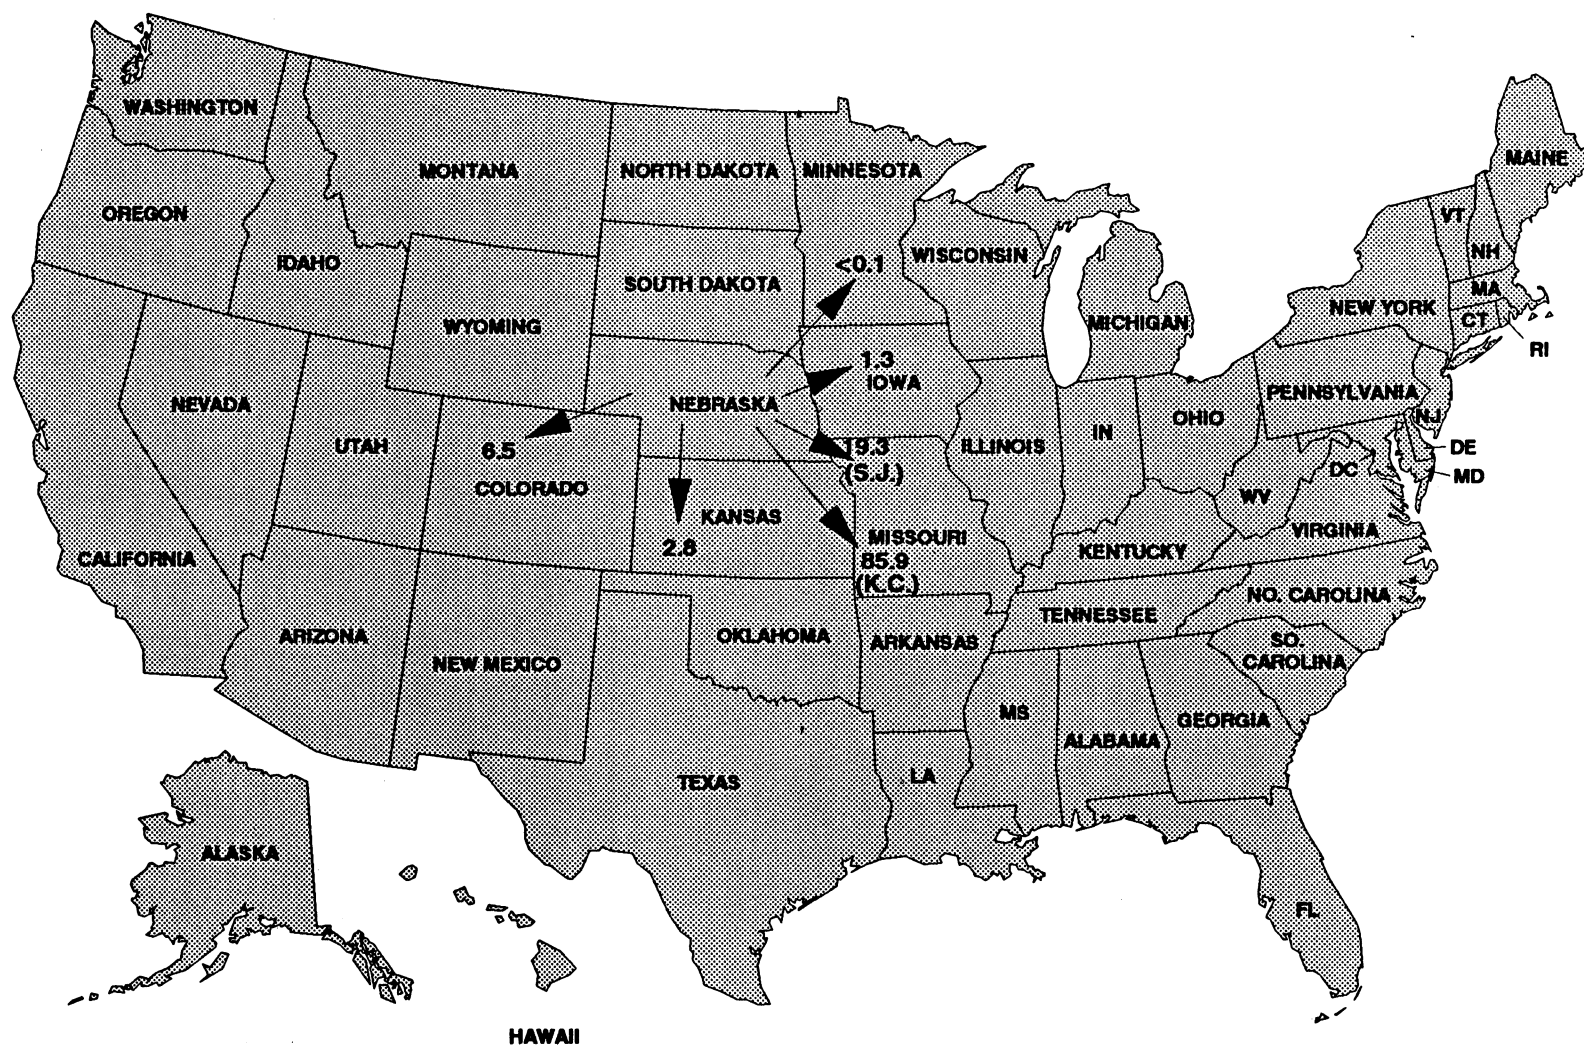 WASHINGTON
MONTANA
NORTH DAKOTA
MINNESOTA
MAINE
OREGON
VT
IDAHO
WISCONSIN
NH
<0.1
SOUTH DAKOTA
MA
NEW YORK
WYOMING
MICHIGAN
CT
RI
1.3
IOWA
NEVADA
NEBRASKA
PENNSYLVANIA
NJ
OHIO
UTAH
IN
ILLINOIS
6.5
19.3
(S.J.)
DE
DC
MD
COLORADO
WV
KANSAS
VIRGINIA
MISSOURI
2.8
85.9
(K.C.)
KENTUCKY
CALIFORNIA
NO. CAROLINA
TENNESSEE
ARIZONA
OKLAHOMA
ARKANSAS
SO.
CAROLINA
NEW MEXICO
MS
GEORGIA
ALABAMA
TEXAS
LA
ALASKA
FL
HAWAII